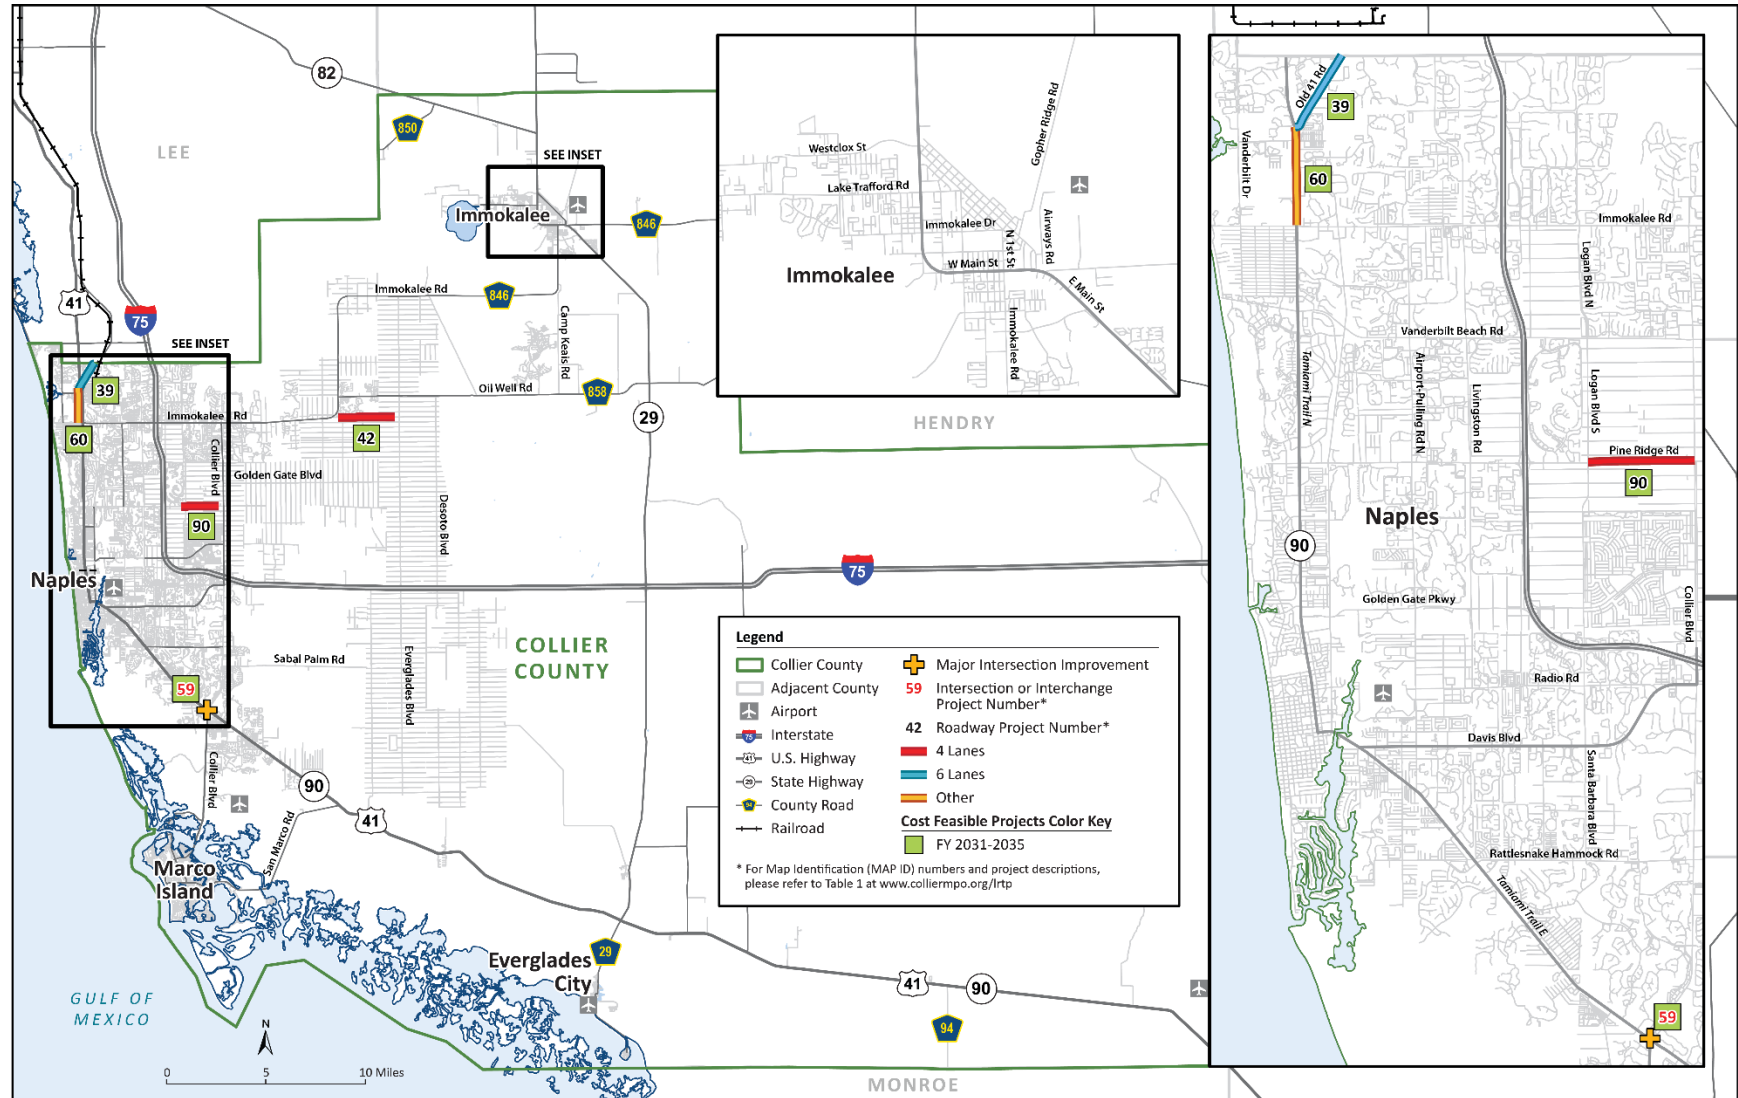 82
850
LEE
SEE INSET
Immokalee
846
Immokalee Rd
846
41
75
Camp Keais Rd
SEE INSET
Oil Well Rd
858
39
Immokalee Rd
29
60
42
Collier Blvd
Golden Gate Blvd
90
Desoto Blvd
HENDRY
75
Naples
COLLIER
COUNTY
Sabal Palm Rd
Everglades Blvd
59
Collier Blvd
90
41
San Marco Rd
Marco
Island
Everglades
City
29
41
90
94
GULF OF
MEXICO
N
0 5 10 Miles
MONROE
Westclox St
Gopher Ridge Rd
Lake Trafford Rd
Immokalee Dr
N 1st St
Airways Rd
W Main St
Immokalee
E Main St
Immokalee Rd
Legend
Collier County
Adjacent County
Airport
75
Interstate
41
U.S. Highway
29
State Highway
94
County Road
Railroad
Major Intersection Improvement
59
Intersection or Interchange
Project Number*
42
Roadway Project Number*
4 Lanes
6 Lanes
Other
Cost Feasible Projects Color Key
FY 2031-2035
* For Map Identification (MAP ID) numbers and project descriptions,
please refer to Table 1 at www.colliermpo.org/lrtp
Old 41 Rd
39
Vanderbilt Dr
60
Immokalee Rd
Logan Blvd N
Vanderbilt Beach Rd
Tamiami Trail N
Airport-Pulling Rd N
Livingston Rd
Logan Blvd S
Pine Ridge Rd
90
Naples
90
Golden Gate Pkwy
Collier Blvd
Radio Rd
Davis Blvd
Santa Barbara Blvd
Rattlesnake Hammock Rd
Tamiami Trail E
59